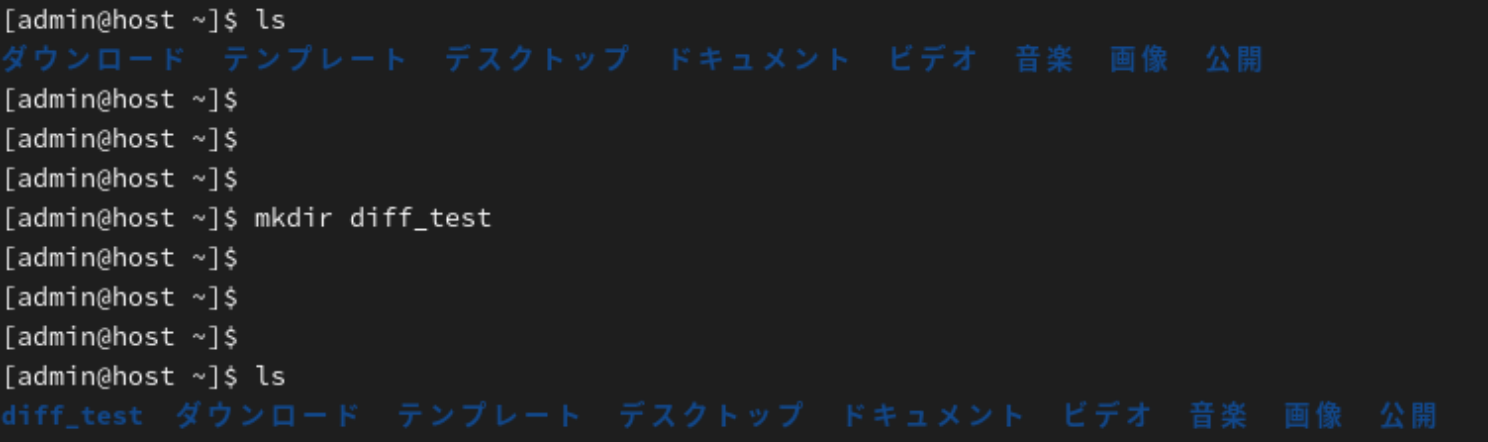 [admin@host ~]$ ls
ダウンロード  テンプレート  デスクトップ  ドキュメント  ビデオ  音楽  画像  公開
[admin@host ~]$
[admin@host ~]$
[admin@host ~]$
[admin@host ~]$ mkdir diff_test
[admin@host ~]$
[admin@host ~]$
[admin@host ~]$
[admin@host ~]$ ls
diff_test  ダウンロード  テンプレート  デスクトップ  ドキュメント  ビデオ  音楽  画像  公開